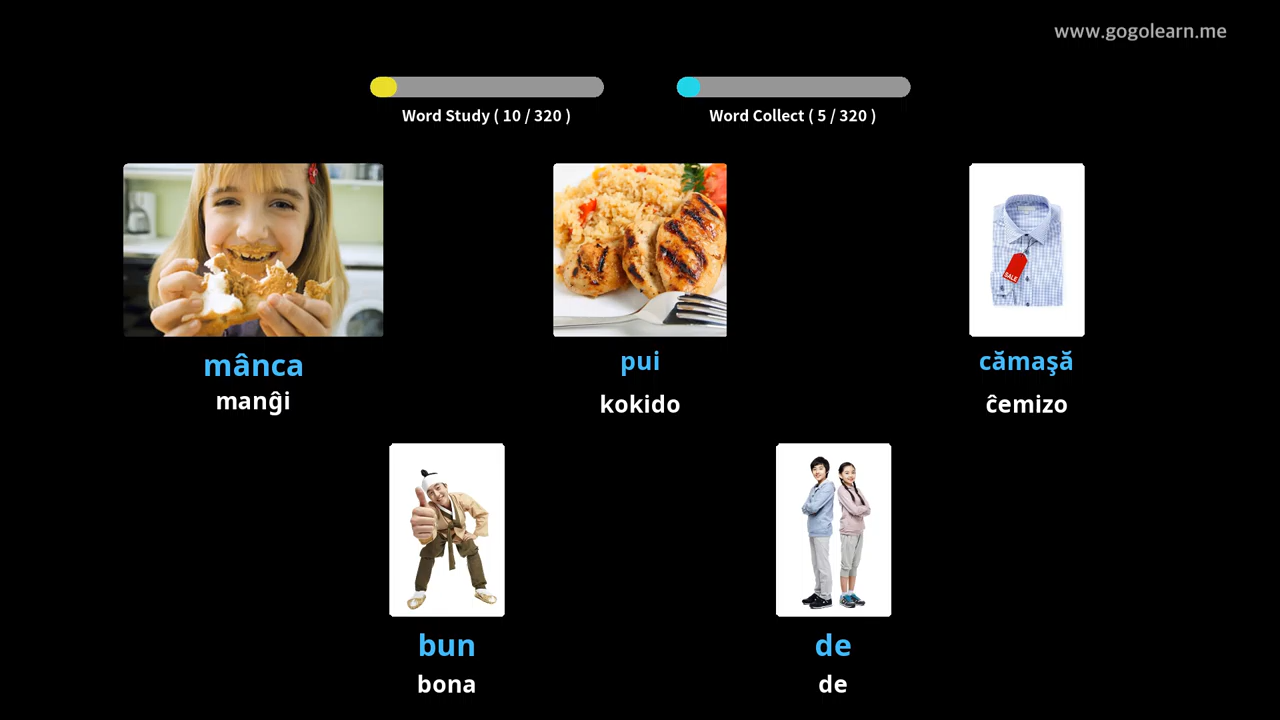 www.gogolearn.me
Word Study ( 10 / 320 )
Word Collect ( 5 / 320 )
SALE
mânca
manĝi
pui
kokido
cămaşă
ĉemizo
bun
bona
de
de